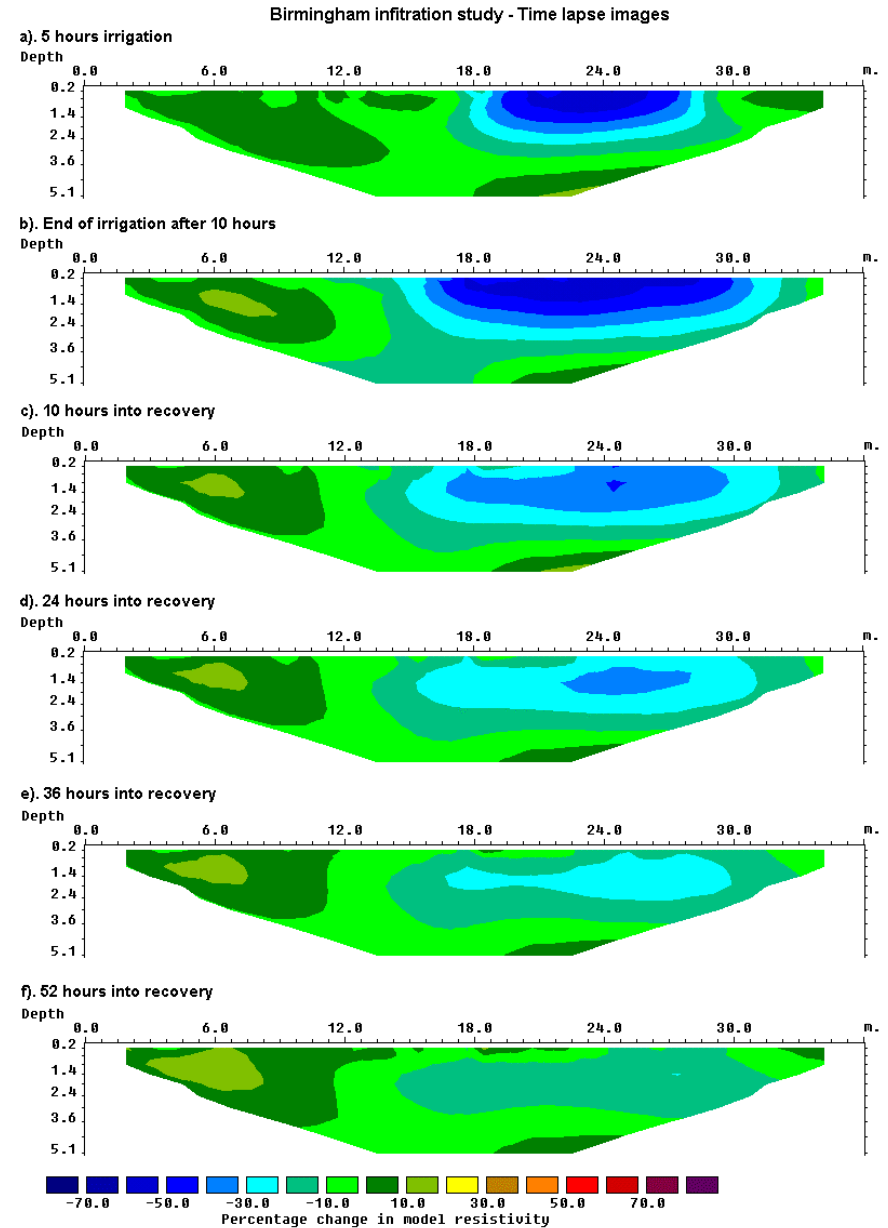 Birmingham infitration study - Time lapse images
a). 5 hours irrigation
Depth
0.0 6.0 12.0 18.0 24.0 30.0 m.
0.2
1.4
2.4
3.6
5.1
b). End of irrigation after 10 hours
Depth
0.0 6.0 12.0 18.0 24.0 30.0 m.
0.2
1.4
2.4
3.6
5.1
c). 10 hours into recovery
Depth
0.0 6.0 12.0 18.0 24.0 30.0 m.
0.2
1.4
2.4
3.6
5.1
d). 24 hours into recovery
Depth
0.0 6.0 12.0 18.0 24.0 30.0 m.
0.2
1.4
2.4
3.6
5.1
e). 36 hours into recovery
Depth
0.0 6.0 12.0 18.0 24.0 30.0 m.
0.2
1.4
2.4
3.6
5.1
f). 52 hours into recovery
Depth
0.0 6.0 12.0 18.0 24.0 30.0 m.
0.2
1.4
2.4
3.6
5.1
-70.0 -50.0 -30.0 -10.0 10.0 30.0 50.0 70.0
Percentage change in model resistivity